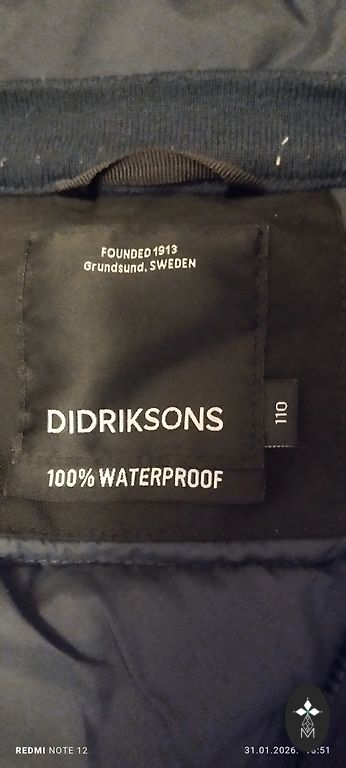 FOUNDED 1913
Grundsund, SWEDEN
DIDRIKSONS
110
100% WATERPROOF
REDMI NOTE 12
31.01.2026.